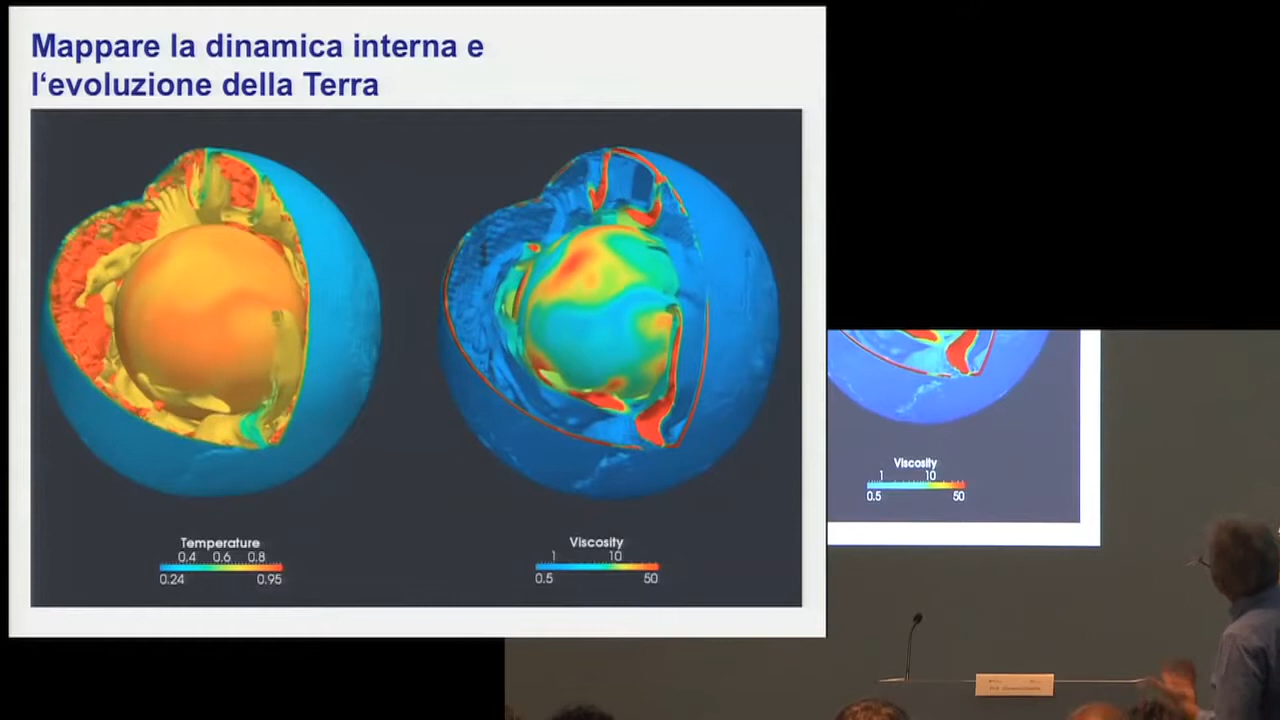 Mappare la dinamica interna e
l‘evoluzione della Terra
Temperature
0.4 0.6 0.8
0.24 0.95
Viscosity
1 10
0.5 50
Viscosity
1 10
0.5 50